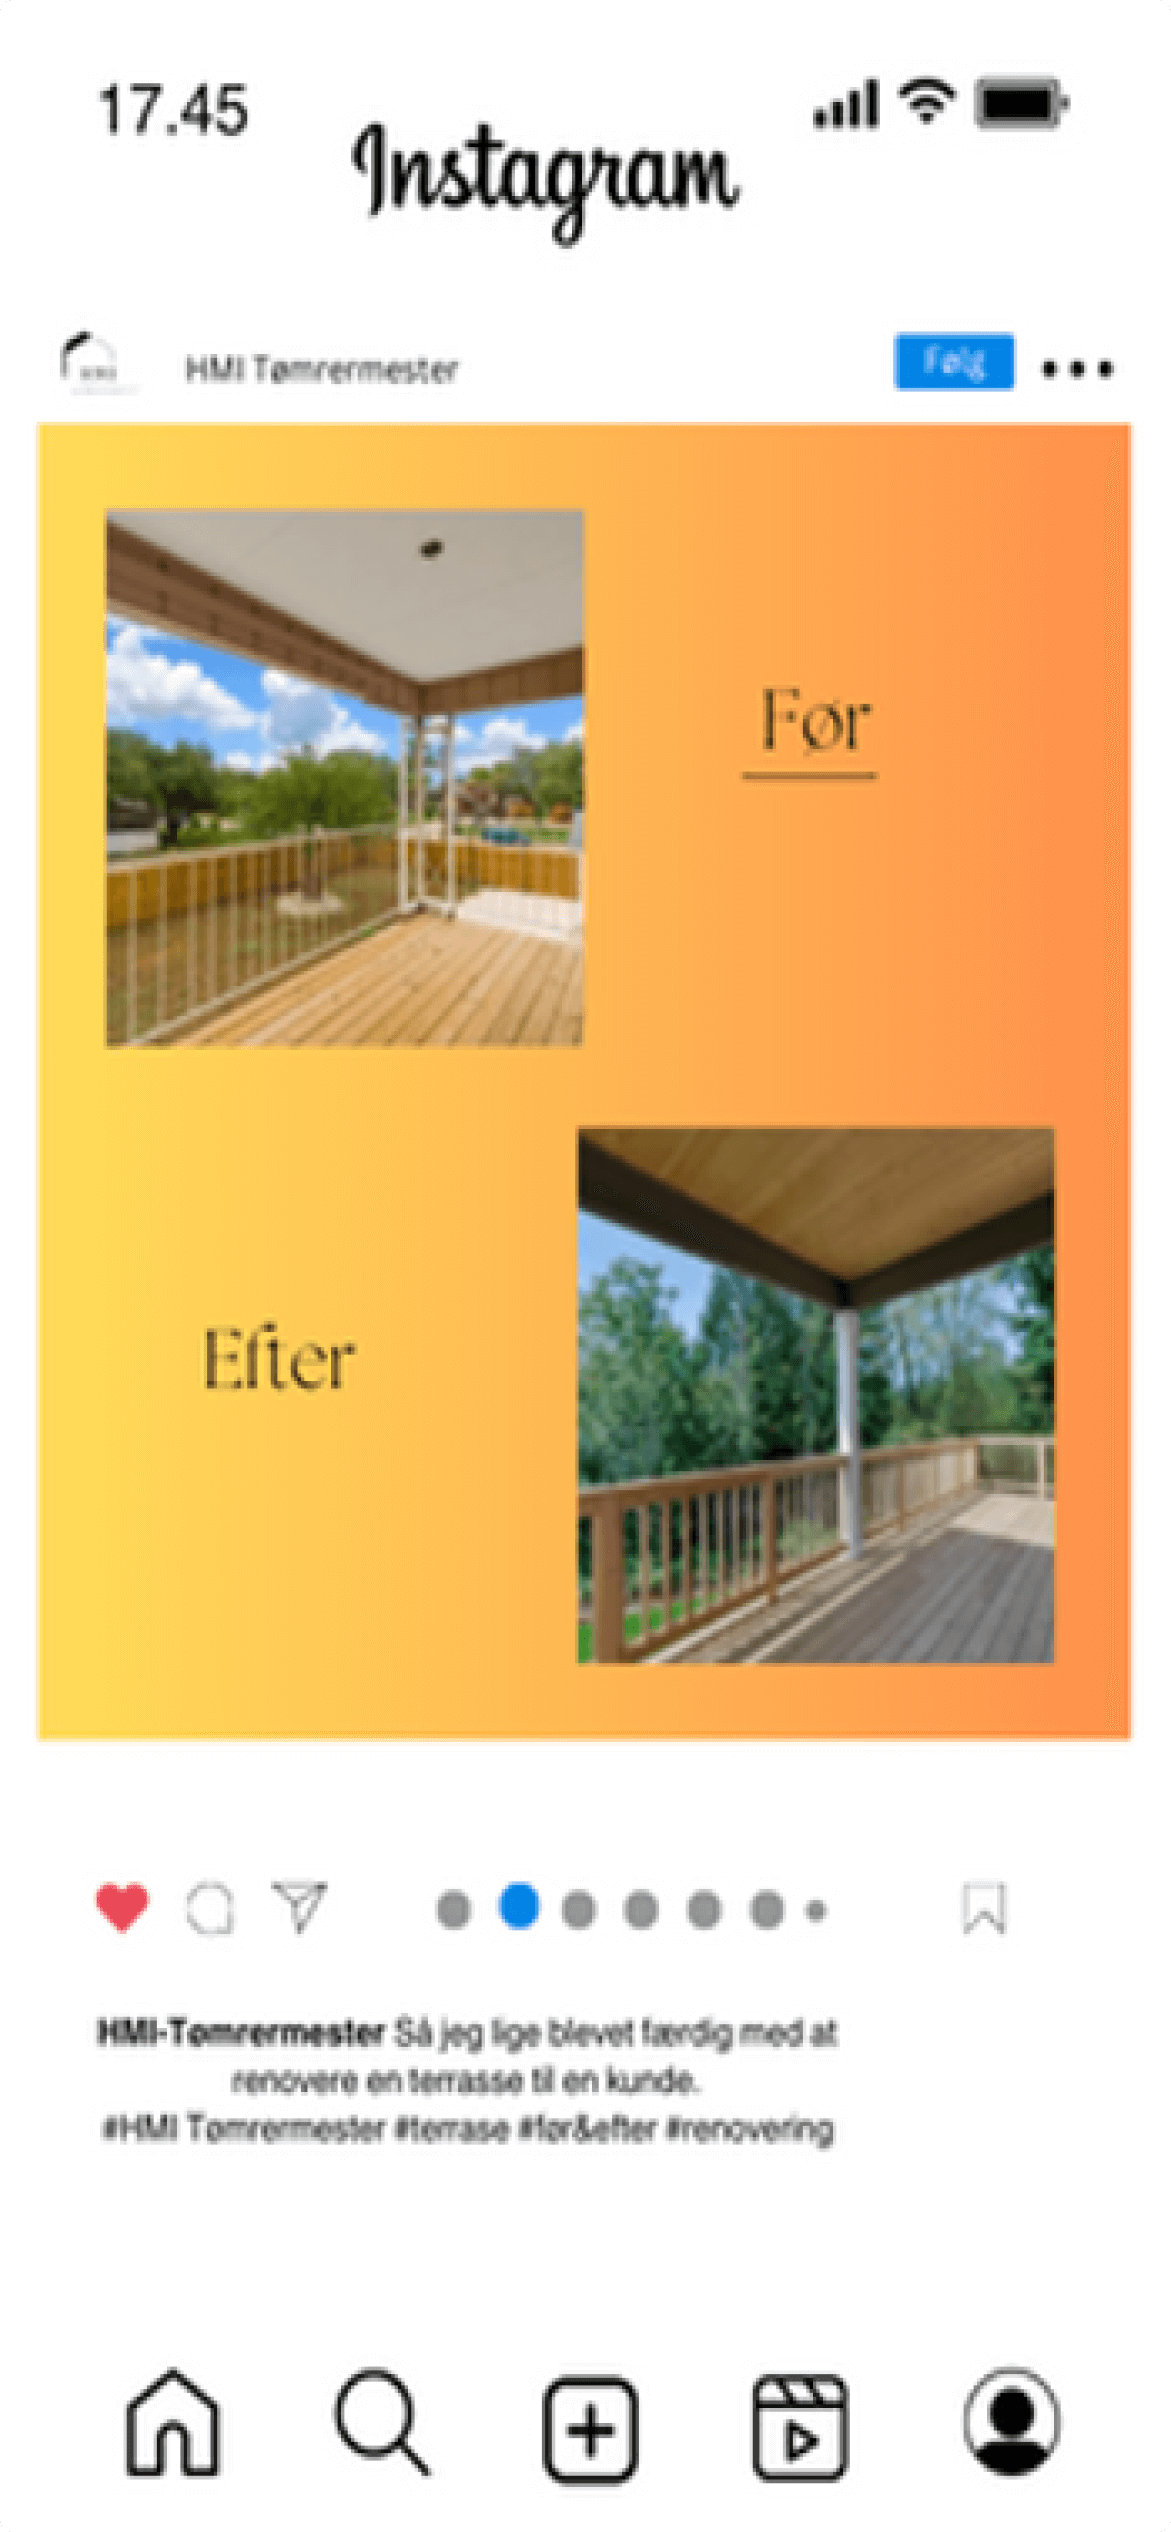 17.45
Instagram
HMI
HMI Tømrermester
Følg
Før
Efter
HMI-Tømrermester Så jeg lige blevet færdig med at
renovere en terrasse til en kunde.
#HMI Tømrermester #terrase #før&efter #renovering